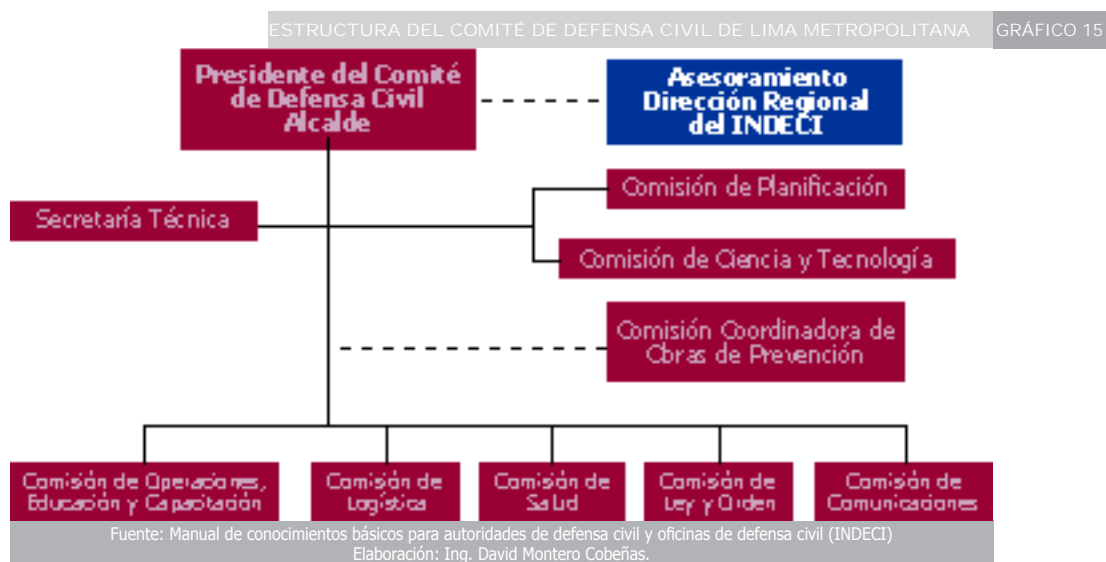 ESTRUCTURA DEL COMITÉ DE DEFENSA CIVIL DE LIMA METROPOLITANA
GRÁFICO 15
Presidente del Comité
de Defensa Civil
Alcalde
Asesoramiento
Dirección Regional
del INDECI
Comisión de Planificación
Secretaría Técnica
Comisión de Ciencia y Tecnología
Comisión Coordinadora de
Obras de Prevención
Comisión de Operaciones,
Educación y Capacitación
Comisión de
Logística
Comisión de
Salud
Comisión de
Ley y Orden
Comisión de
Comunicaciones
Fuente: Manual de conocimientos básicos para autoridades de defensa civil y oficinas de defensa civil (INDECI)
Elaboración: Ing. David Montero Cobeñas.